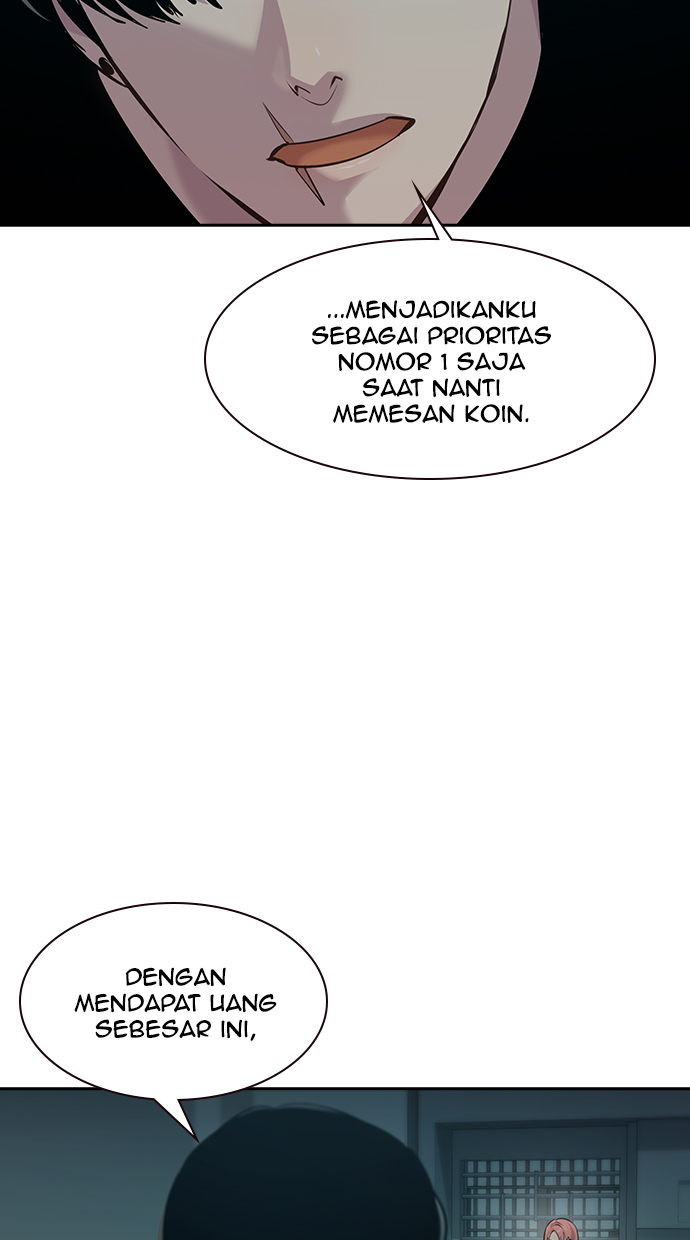 ...MENJADIKANKU
SEBAGAI PRIORITAS
NOMOR 1 SAJA
SAAT NANTI
MEMESAN KOIN.
DENGAN
MENDAPAT UANG
SEBESAR INI,